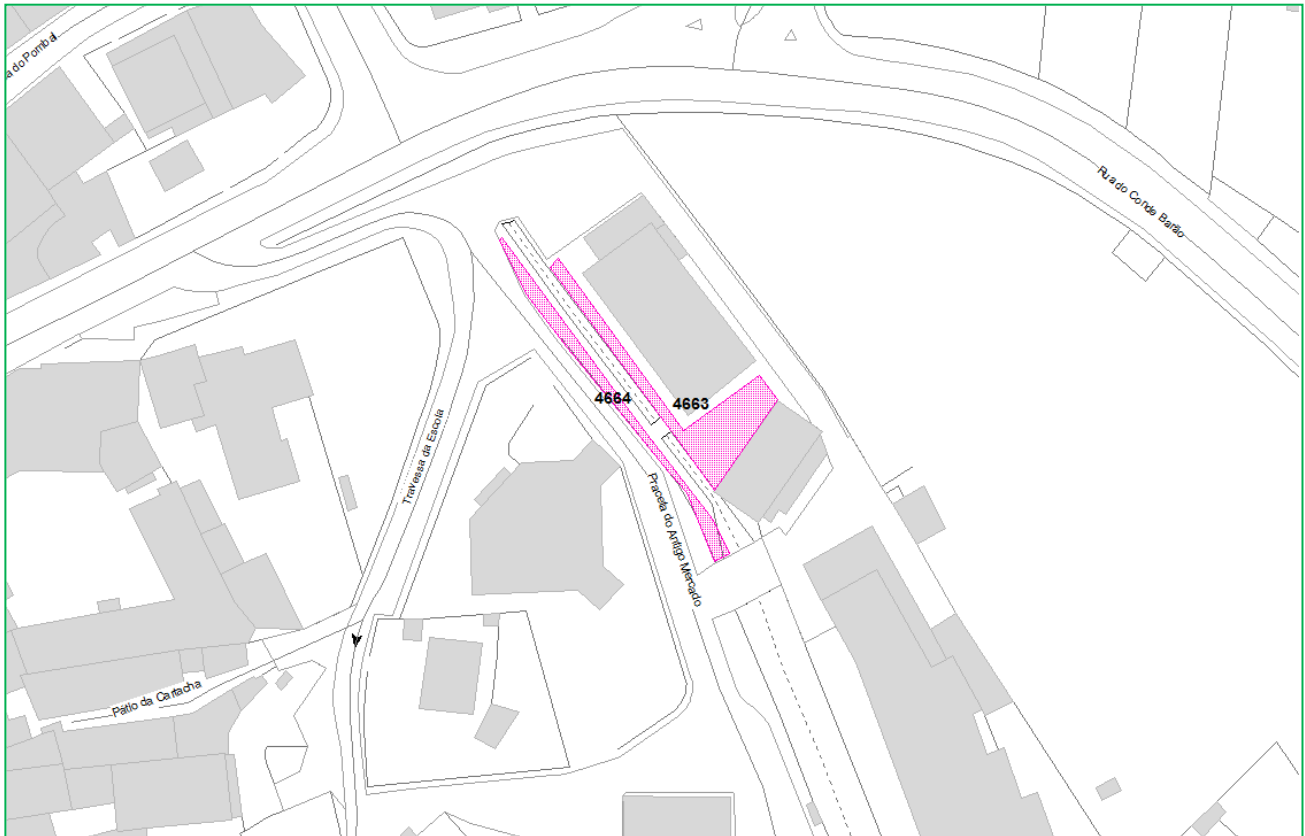 a do Pombal
Rua do Conde Barão
4664
4663
Travessa da Escola
Praceta do Antigo Mercado
Pátio da Cartacha